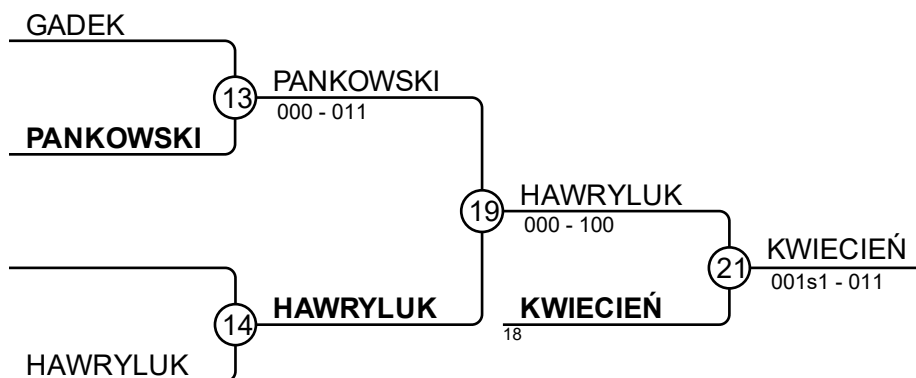 GADEK
13
PANKOWSKI
000 - 011
PANKOWSKI
19
HAWRYLUK
000 - 100
21
KWIECIEŃ
001s1 - 011
14
HAWRYLUK
KWIECIEŃ
18
HAWRYLUK